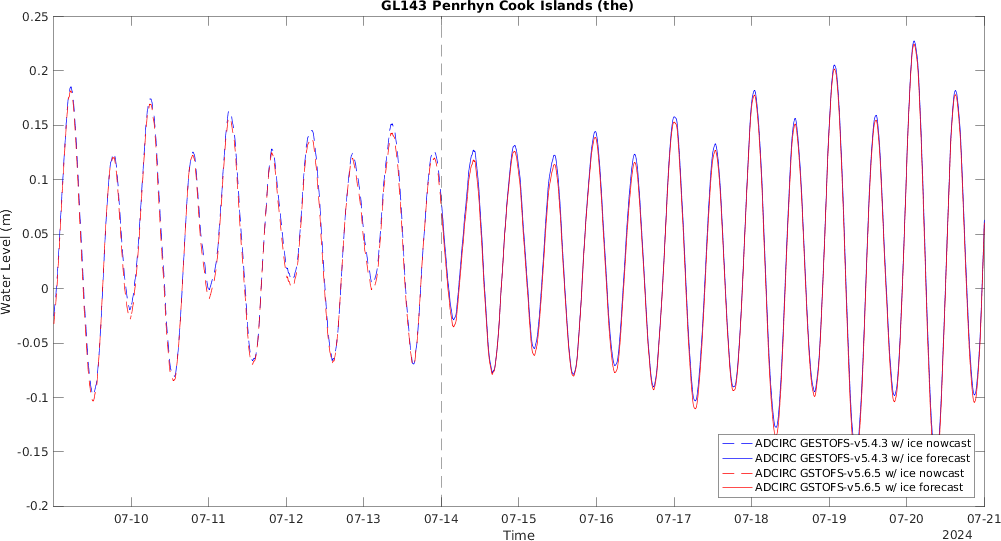 GL143 Penrhyn Cook Islands (the)
0.25
0.2
0.15
0.1
0.05
0
-0.05
-0.1
-0.15
-0.2
Water Level (m)
ADCIRC GESTOFS-v5.4.3 w/ ice nowcast
ADCIRC GESTOFS-v5.4.3 w/ ice forecast
ADCIRC GSTOFS-v5.6.5 w/ ice nowcast
ADCIRC GSTOFS-v5.6.5 w/ ice forecast
07-10 07-11 07-12 07-13 07-14 07-15 07-16 07-17 07-18 07-19 07-20 07-21
Time
2024